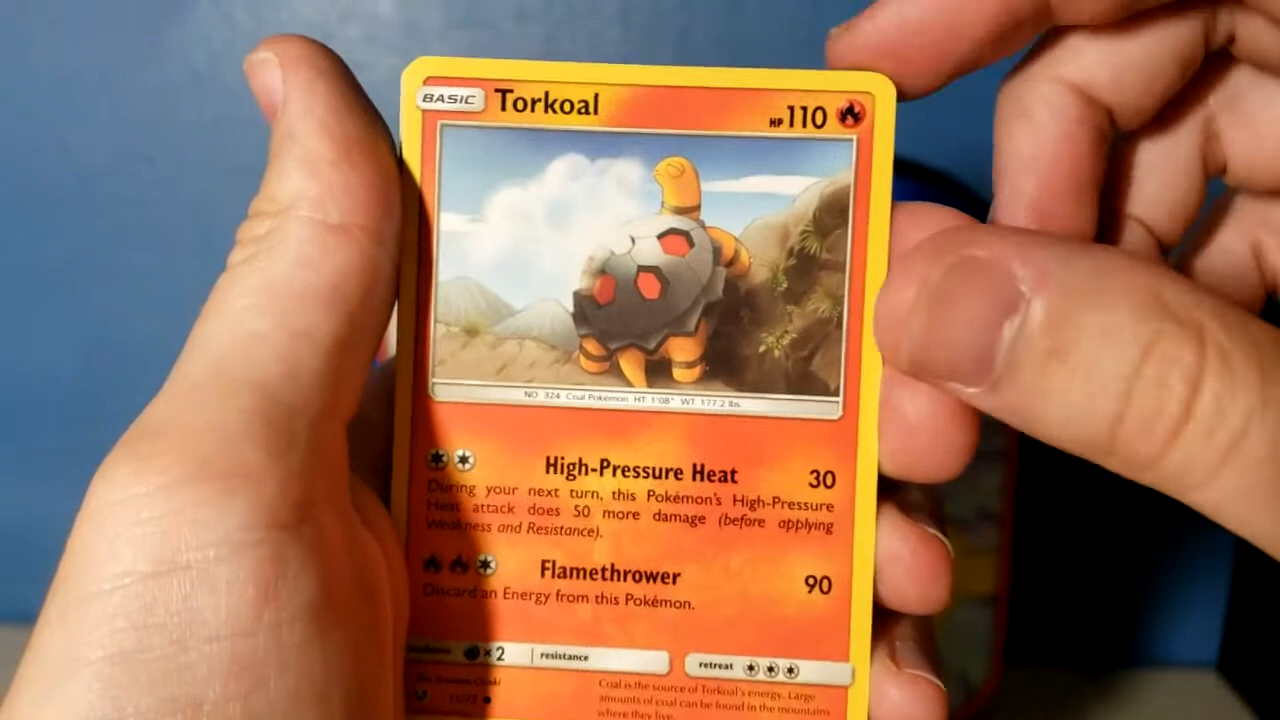 BASIC Torkoal HP 110
NO 324 Coal Pokémon HT 1'08" WT 177.2 lbs.
High-Pressure Heat 30
During your next turn, this Pokémon's High-Pressure
Heat attack does 50 more damage (before applying
Weakness and Resistance).
Flamethrower 90
Discard an Energy from this Pokémon.
×2 resistance retreat
Coal is the source of Torkoal's energy. Large
amounts of coal can be found in the mountains
where they live.